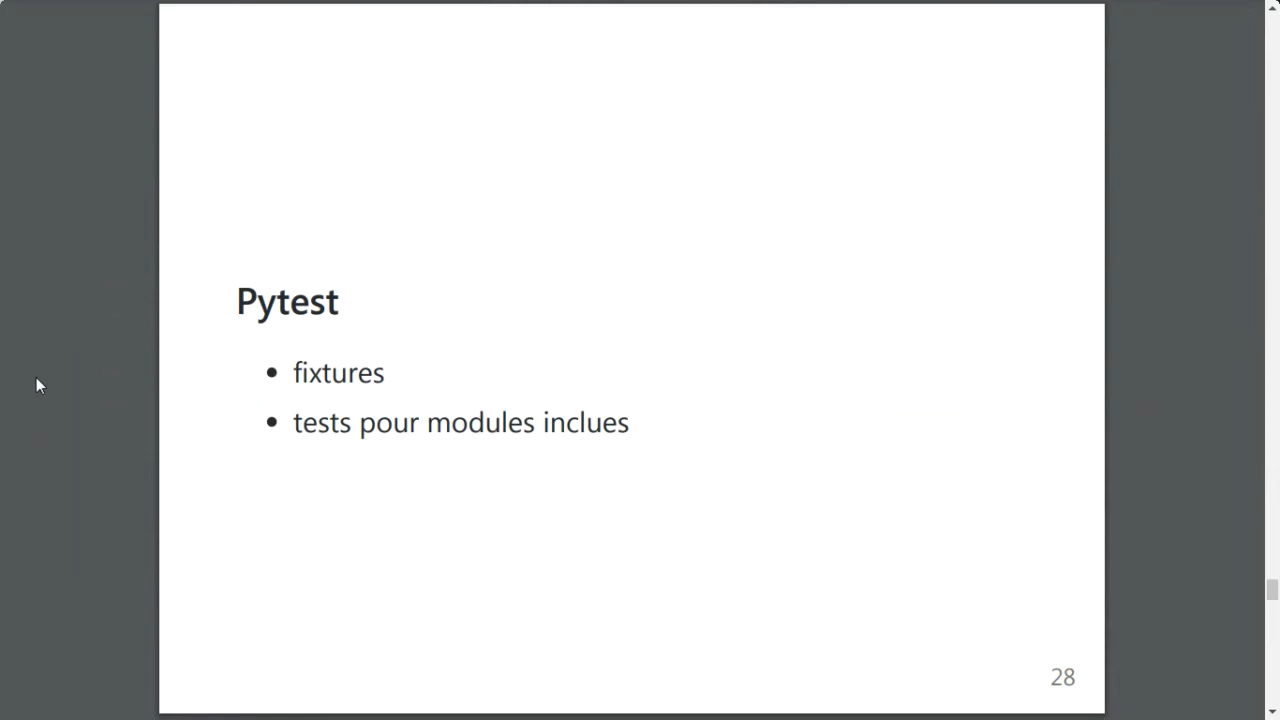 Pytest
• fixtures
• tests pour modules inclues
28